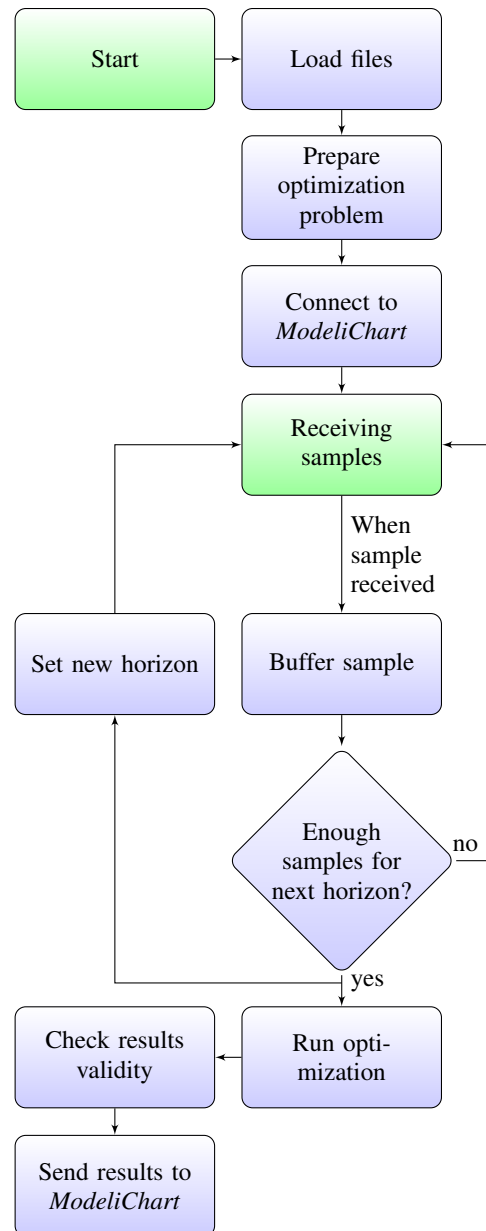 Start
Load files
Prepare
optimization
problem
Connect to
ModeliChart
Receiving
samples
When
sample
received
Set new horizon
Buffer sample
Enough
samples for
next horizon?
no
yes
Check results
validity
Run opti-
mization
Send results to
ModeliChart